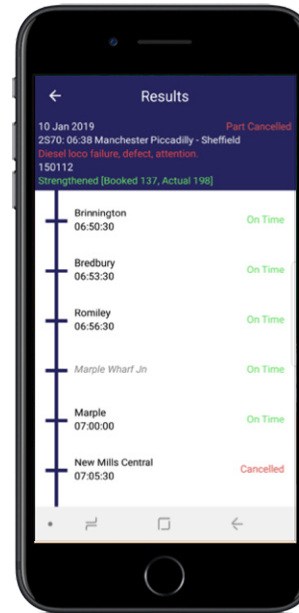 Results
10 Jan 2019 Part Cancelled
2S70: 06:38 Manchester Piccadilly - Sheffield
Diesel loco failure, defect, attention.
150112
Strengthened [Booked 137, Actual 198]
Brinnington
06:50:30 On Time
Bredbury
06:53:30 On Time
Romiley
06:56:30 On Time
Marple Wharf Jn On Time
Marple
07:00:00 On Time
New Mills Central
07:05:30 Cancelled